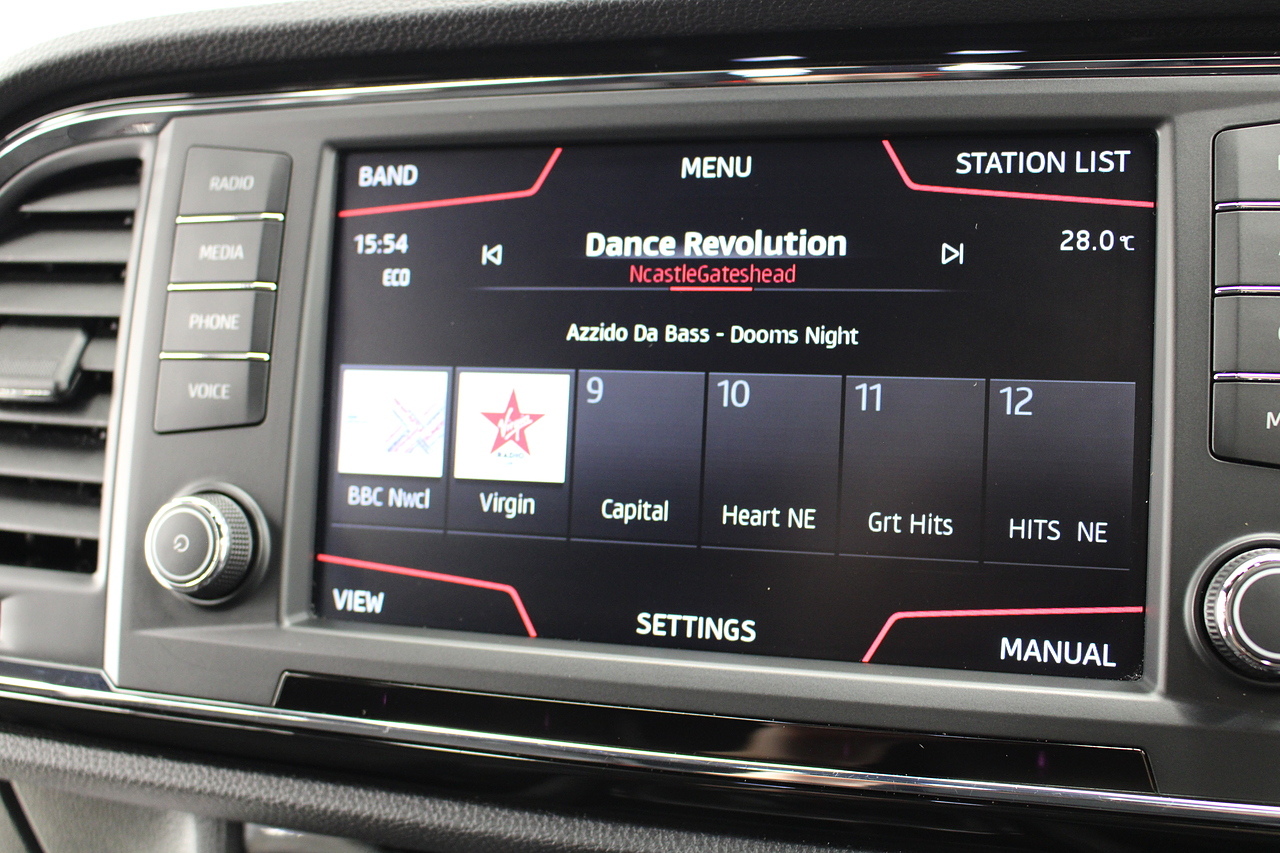 BAND
MENU
STATION LIST
RADIO
MEDIA
PHONE
VOICE
15:54
ECO
Dance Revolution
NcastleGateshead
28.0 °C
Azzido Da Bass - Dooms Night
9
10
11
12
Virgin
RADIO
BBC Nwcl
Virgin
Capital
Heart NE
Grt Hits
HITS NE
VIEW
SETTINGS
MANUAL
M